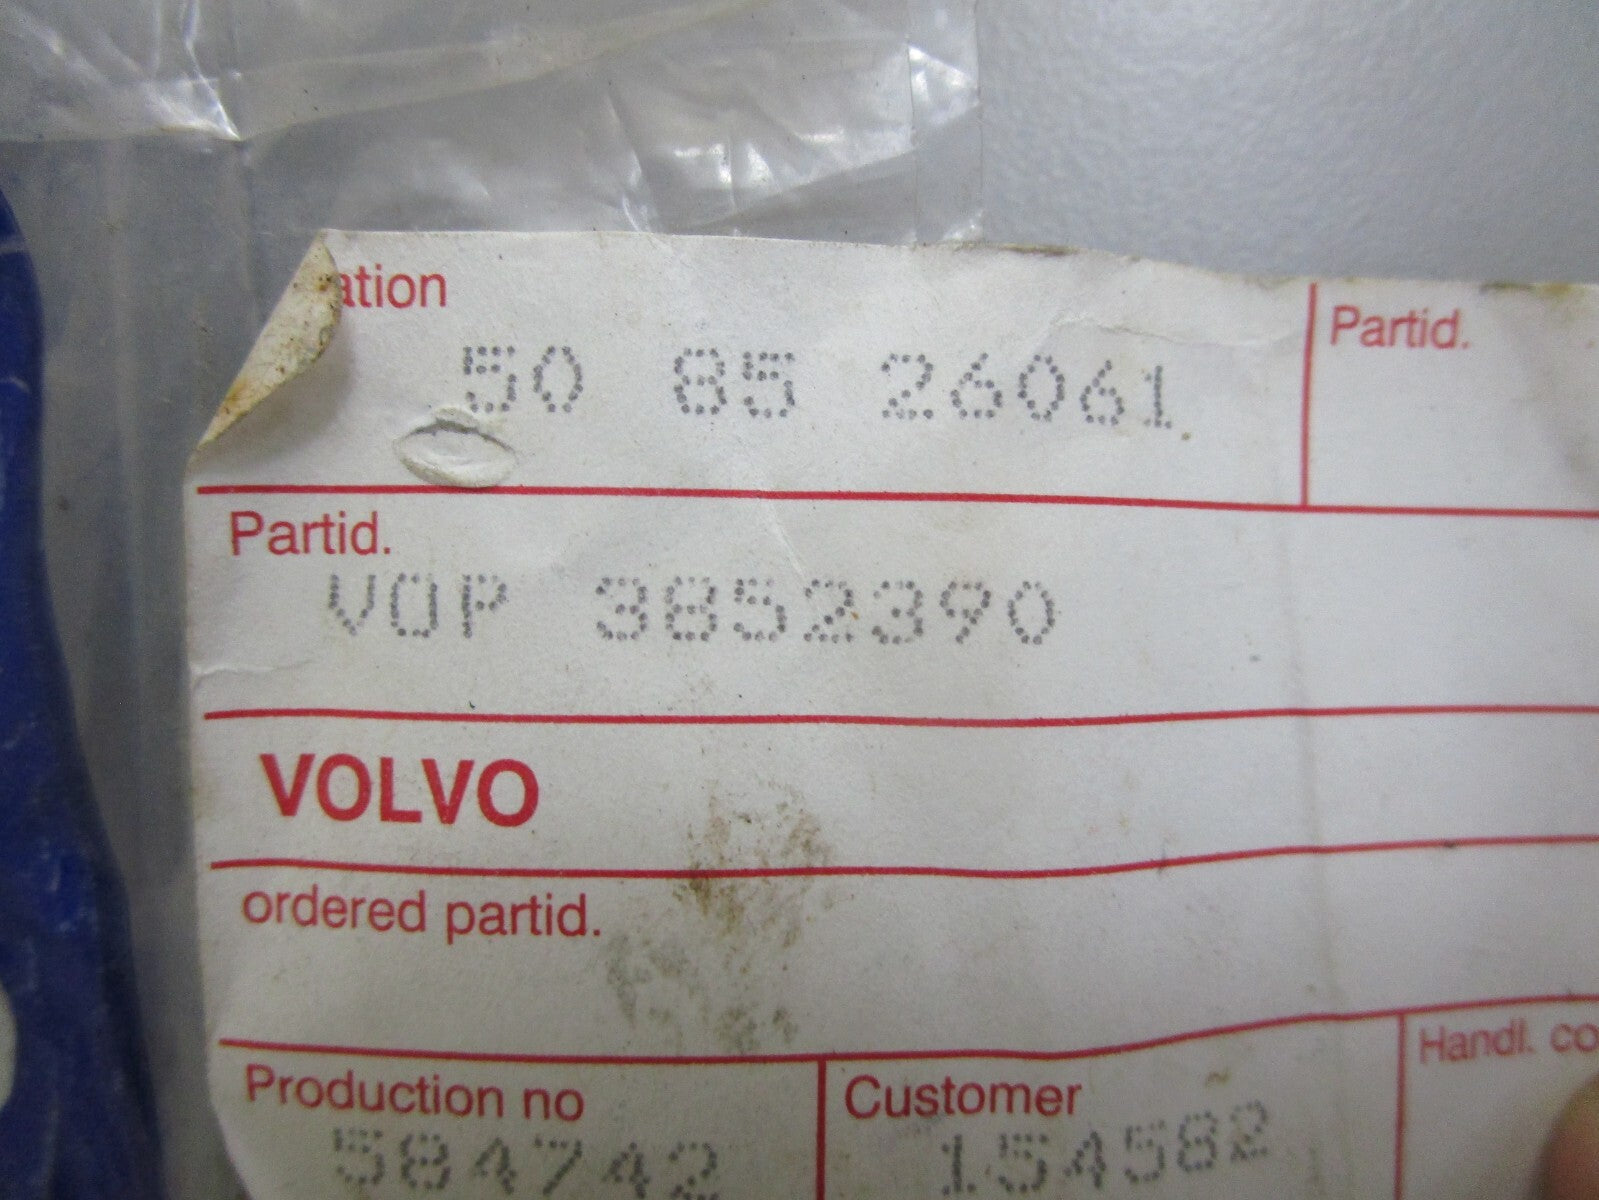 ation
Partid.
50 85 26061
Partid.
VOP 3852390
VOLVO
ordered partid.
Production no
Customer
Handl. co
584742
154582